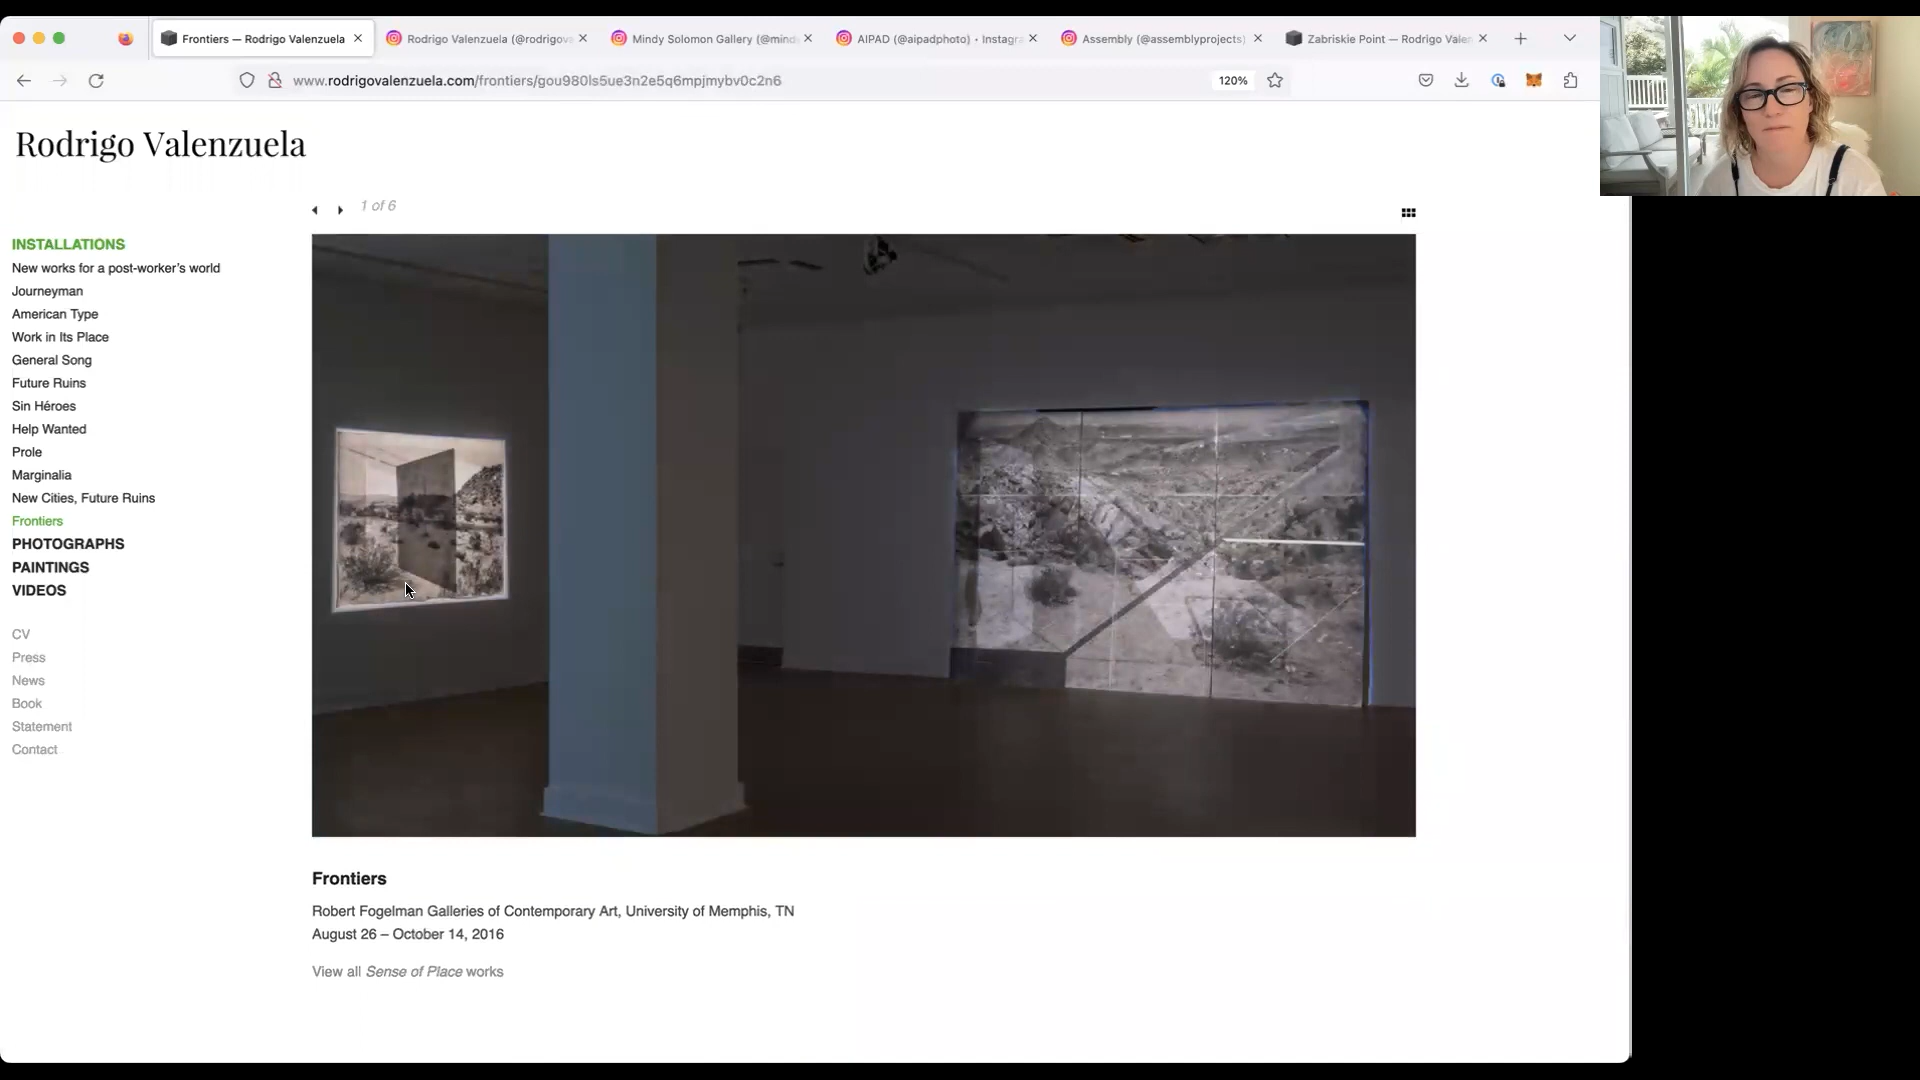 Frontiers — Rodrigo Valenzuela
Rodrigo Valenzuela (@rodrigov
Mindy Solomon Gallery (@mind
AIPAD (@aipadphoto) • Instagra
Assembly (@assemblyprojects)
Zabriskie Point — Rodrigo Vale
www.rodrigovalenzuela.com/frontiers/gou980ls5ue3n2e5q6mpjmybv0c2n6
120%
Rodrigo Valenzuela
1 of 6
INSTALLATIONS
New works for a post-worker's world
Journeyman
American Type
Work in Its Place
General Song
Future Ruins
Sin Héroes
Help Wanted
Prole
Marginalia
New Cities, Future Ruins
Frontiers
PHOTOGRAPHS
PAINTINGS
VIDEOS
CV
Press
News
Book
Statement
Contact
Frontiers
Robert Fogelman Galleries of Contemporary Art, University of Memphis, TN
August 26 – October 14, 2016
View all Sense of Place works